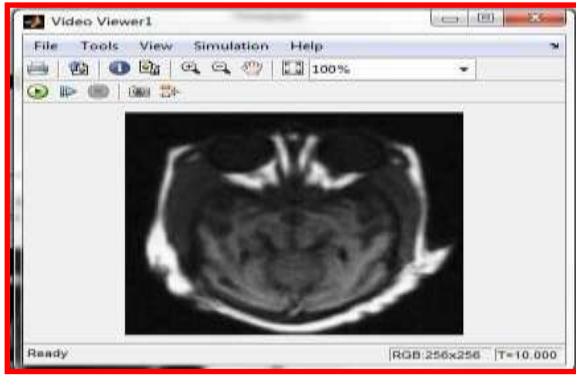 Video Viewer1
File Tools View Simulation Help
100%
Ready RGB:256x256 T=10.000